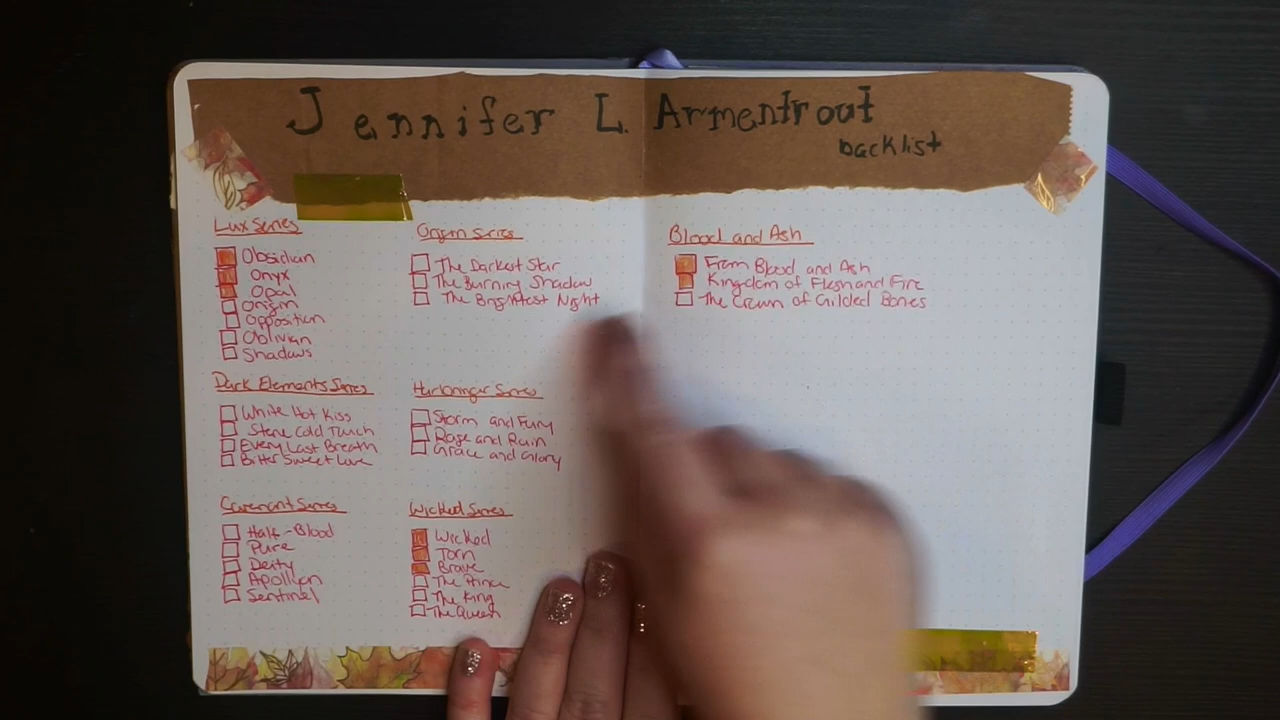 Jennifer L. Armentrout
backlist
Lux Series
Obsidian
Onyx
Opal
Origin
Opposition
Oblivion
Shadows
Dark Elements Series
White Hot Kiss
Stone Cold Touch
Every Last Breath
Bitter Sweet Love
Covenant Series
Half-Blood
Pure
Deity
Apollyon
Sentinel
Origin Series
The Darkest Star
The Burning Shadow
The Brightest Night
Harbinger Series
Storm and Fury
Rage and Ruin
Grace and Glory
Wicked Series
Wicked
Torn
Brave
The Prince
The King
The Queen
Blood and Ash
From Blood and Ash
Kingdom of Flesh and Fire
The Crown of Gilded Bones